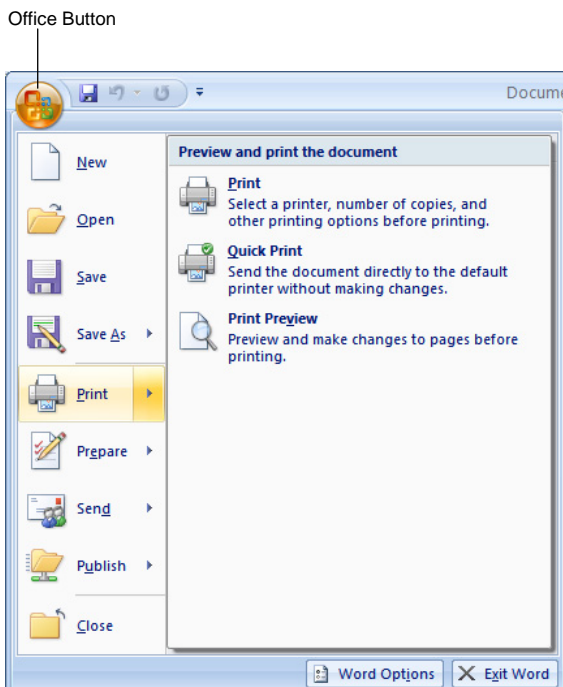 Office Button
Docume
New
Open
Save
Save As
Print
Prepare
Send
Publish
Close
Preview and print the document
Print
Select a printer, number of copies, and
other printing options before printing.
Quick Print
Send the document directly to the default
printer without making changes.
Print Preview
Preview and make changes to pages before
printing.
Word Options
Exit Word